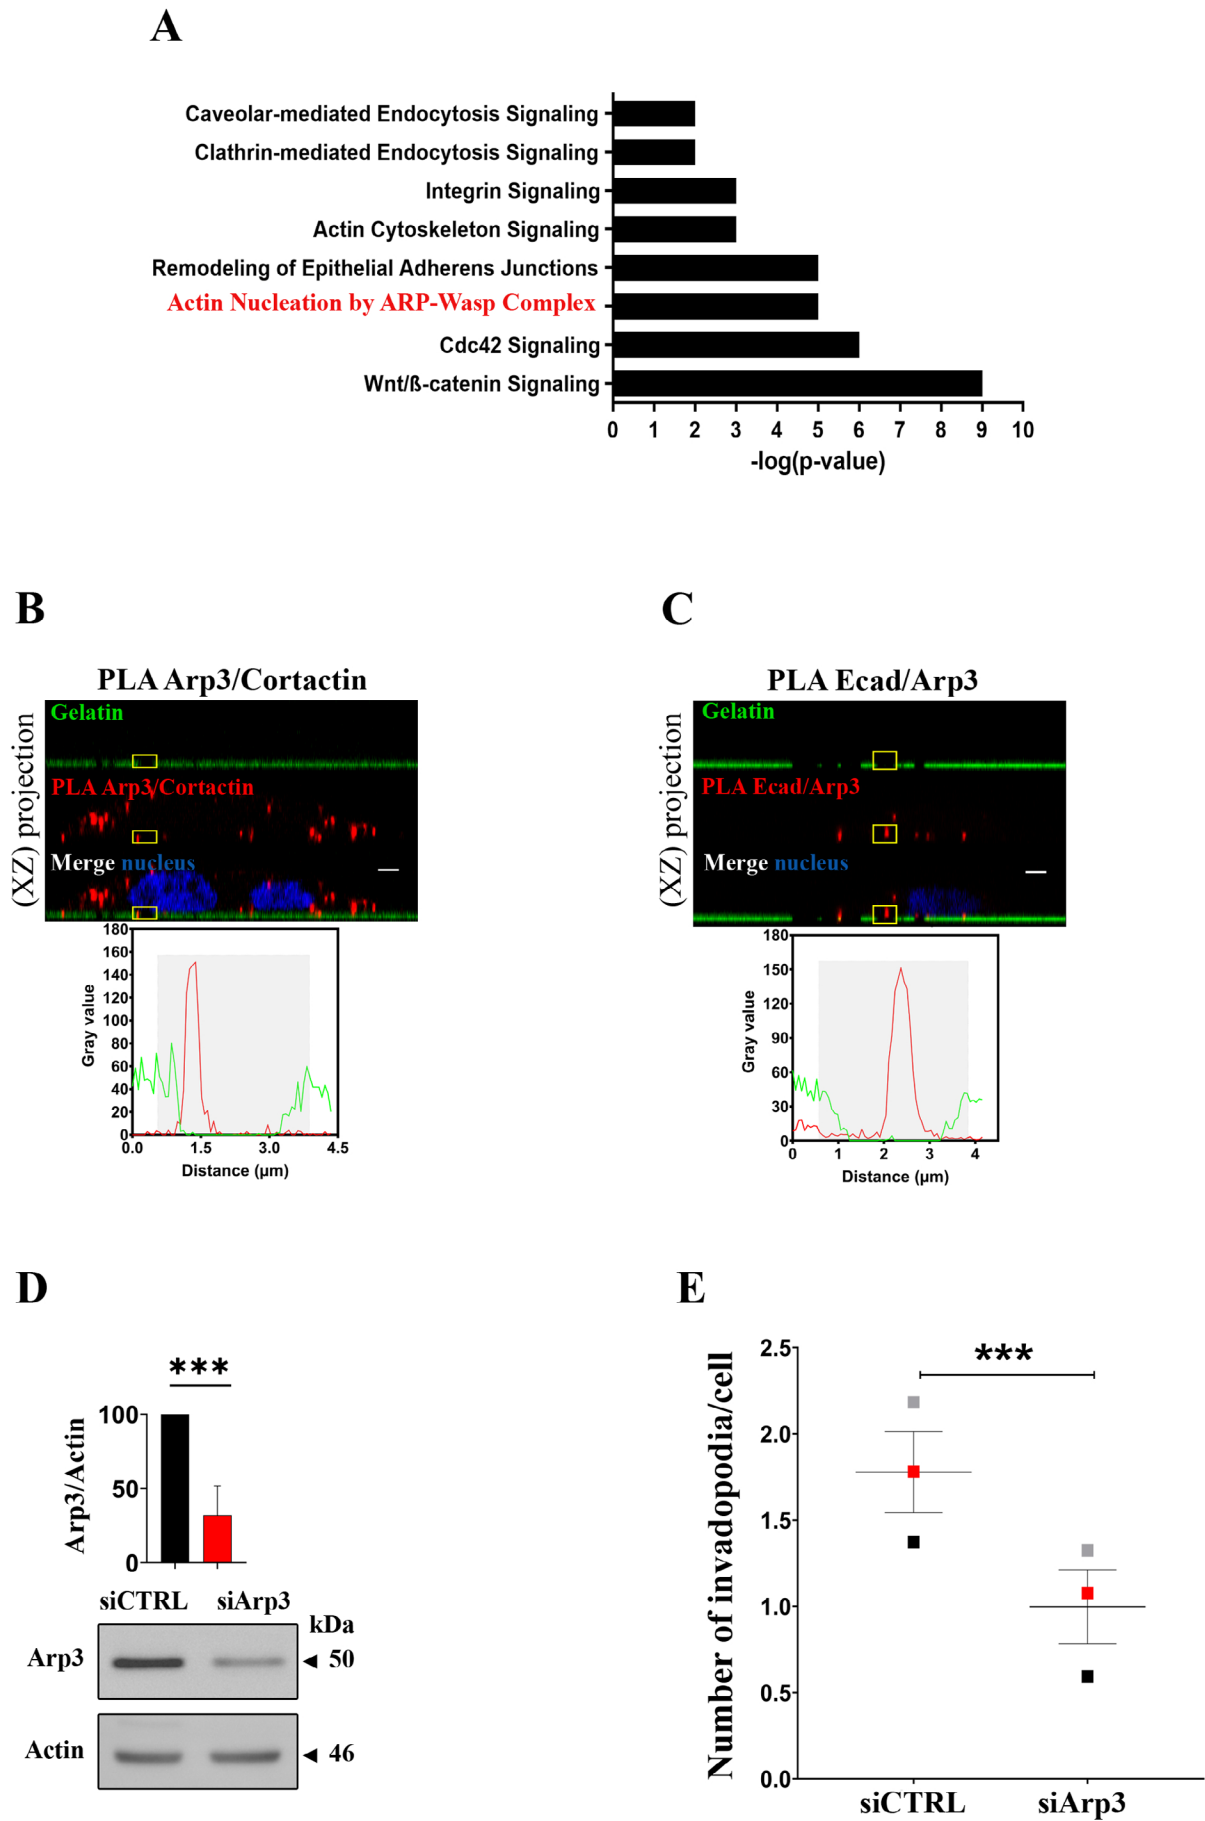 A
Caveolar-mediated Endocytosis Signaling
Clathrin-mediated Endocytosis Signaling
Integrin Signaling
Actin Cytoskeleton Signaling
Remodeling of Epithelial Adherens Junctions
Actin Nucleation by ARP-Wasp Complex
Cdc42 Signaling
Wnt/ß-catenin Signaling
0 1 2 3 4 5 6 7 8 9 10
-log(p-value)
B
PLA Arp3/Cortactin
(XZ) projection
Gelatin
PLA Arp3/Cortactin
Merge nucleus
Gray value
180
160
140
120
100
80
60
40
20
0
0.0 1.5 3.0 4.5
Distance (µm)
C
PLA Ecad/Arp3
(XZ) projection
Gelatin
PLA Ecad/Arp3
Merge nucleus
Gray value
180
150
120
90
60
30
0
0 1 2 3 4
Distance (µm)
D
***
Arp3/Actin
100
50
0
siCTRL siArp3
kDa
Arp3 50
Actin 46
E
***
Number of invadopodia/cell
2.5
2.0
1.5
1.0
0.5
0.0
siCTRL siArp3